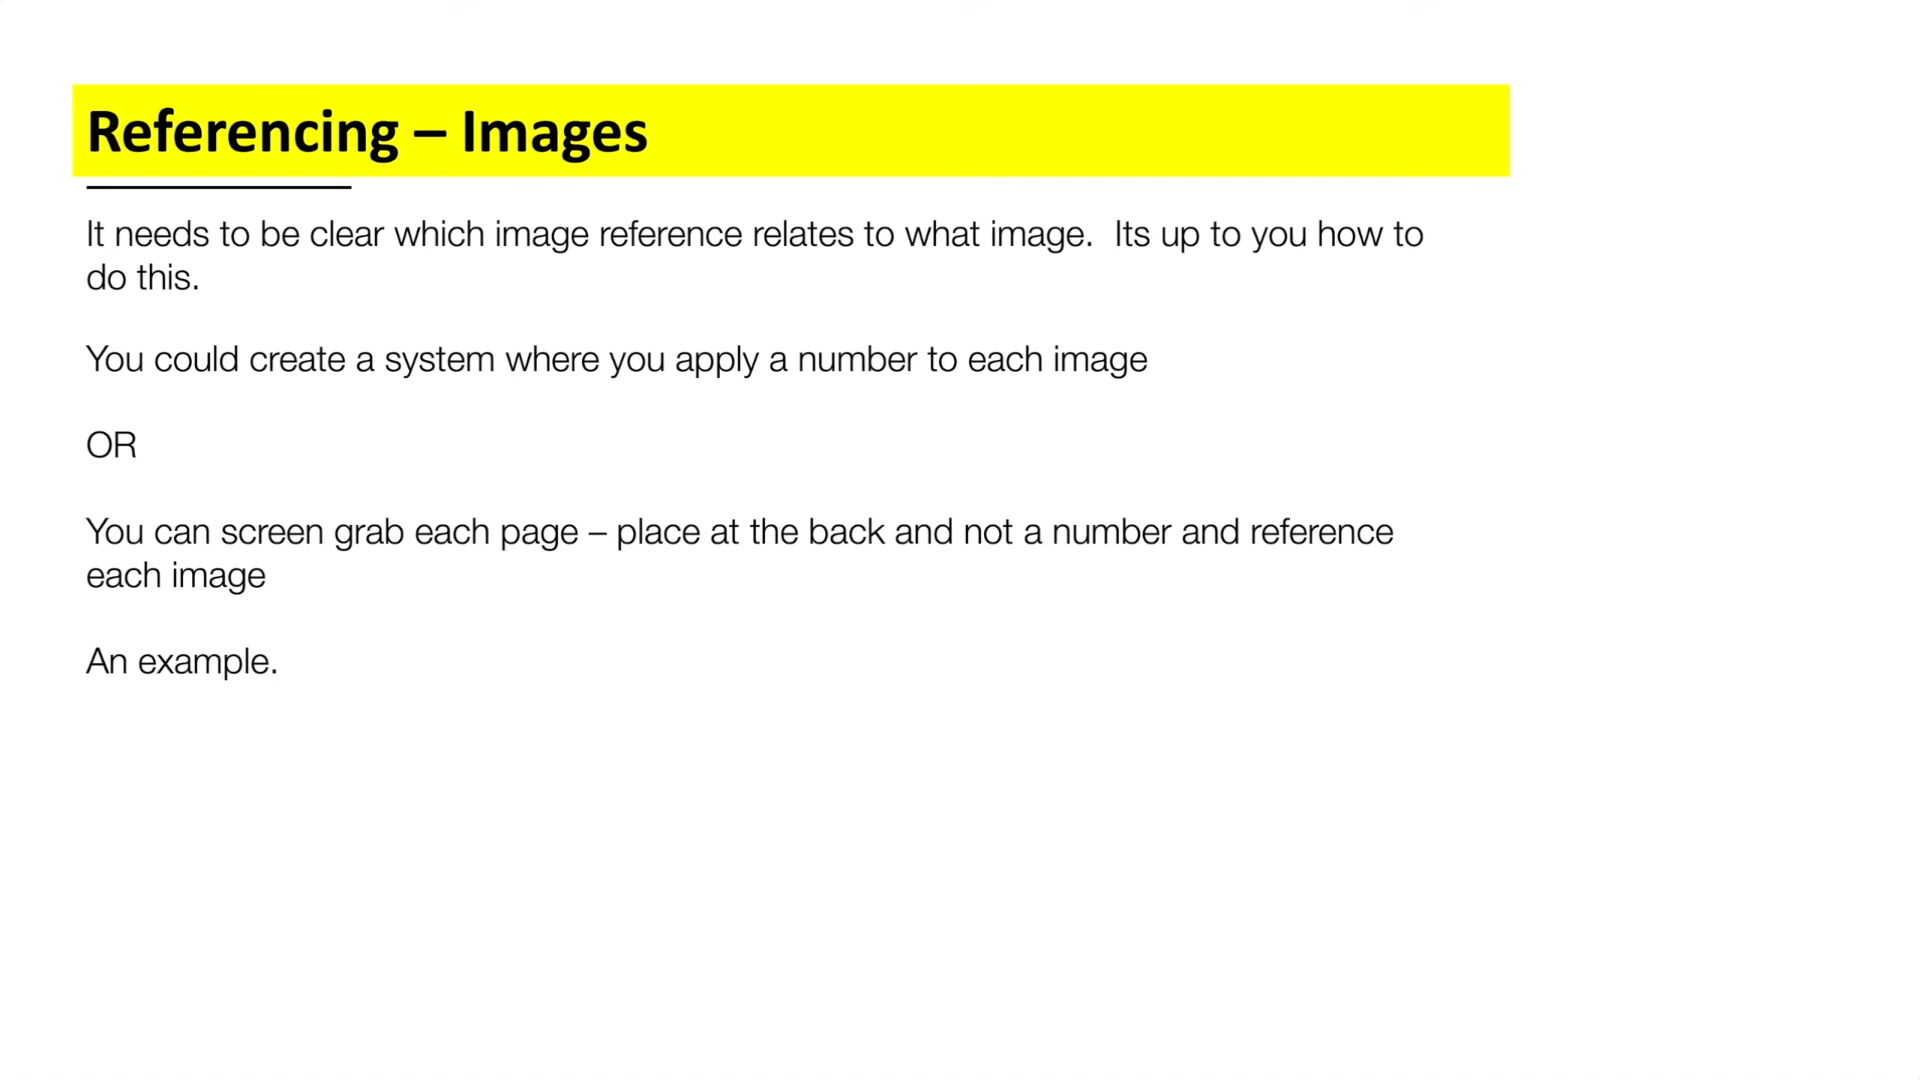 Referencing – Images
It needs to be clear which image reference relates to what image.  Its up to you how to
do this.
You could create a system where you apply a number to each image
OR
You can screen grab each page – place at the back and not a number and reference
each image
An example.